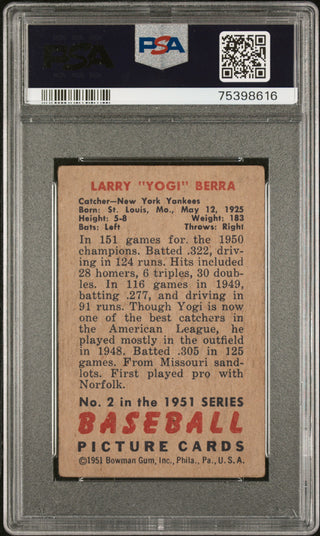 PSA
75398616
LARRY "YOGI" BERRA
Catcher—New York Yankees
Born: St. Louis, Mo., May 12, 1925
Height: 5-8 Weight: 183
Bats: Left Throws: Right
In 151 games for the 1950
champions. Batted .322, driv-
ing in 124 runs. Hits included
28 homers, 6 triples, 30 dou-
bles. In 116 games in 1949,
batting .277, and driving in
91 runs. Though Yogi is now
one of the best catchers in
the American League, he
played mostly in the outfield
in 1948. Batted .305 in 125
games. From Missouri sand-
lots. First played pro with
Norfolk.
No. 2 in the 1951 SERIES
BASEBALL
PICTURE CARDS
©1951 Bowman Gum, Inc., Phila., Pa., U.S.A.